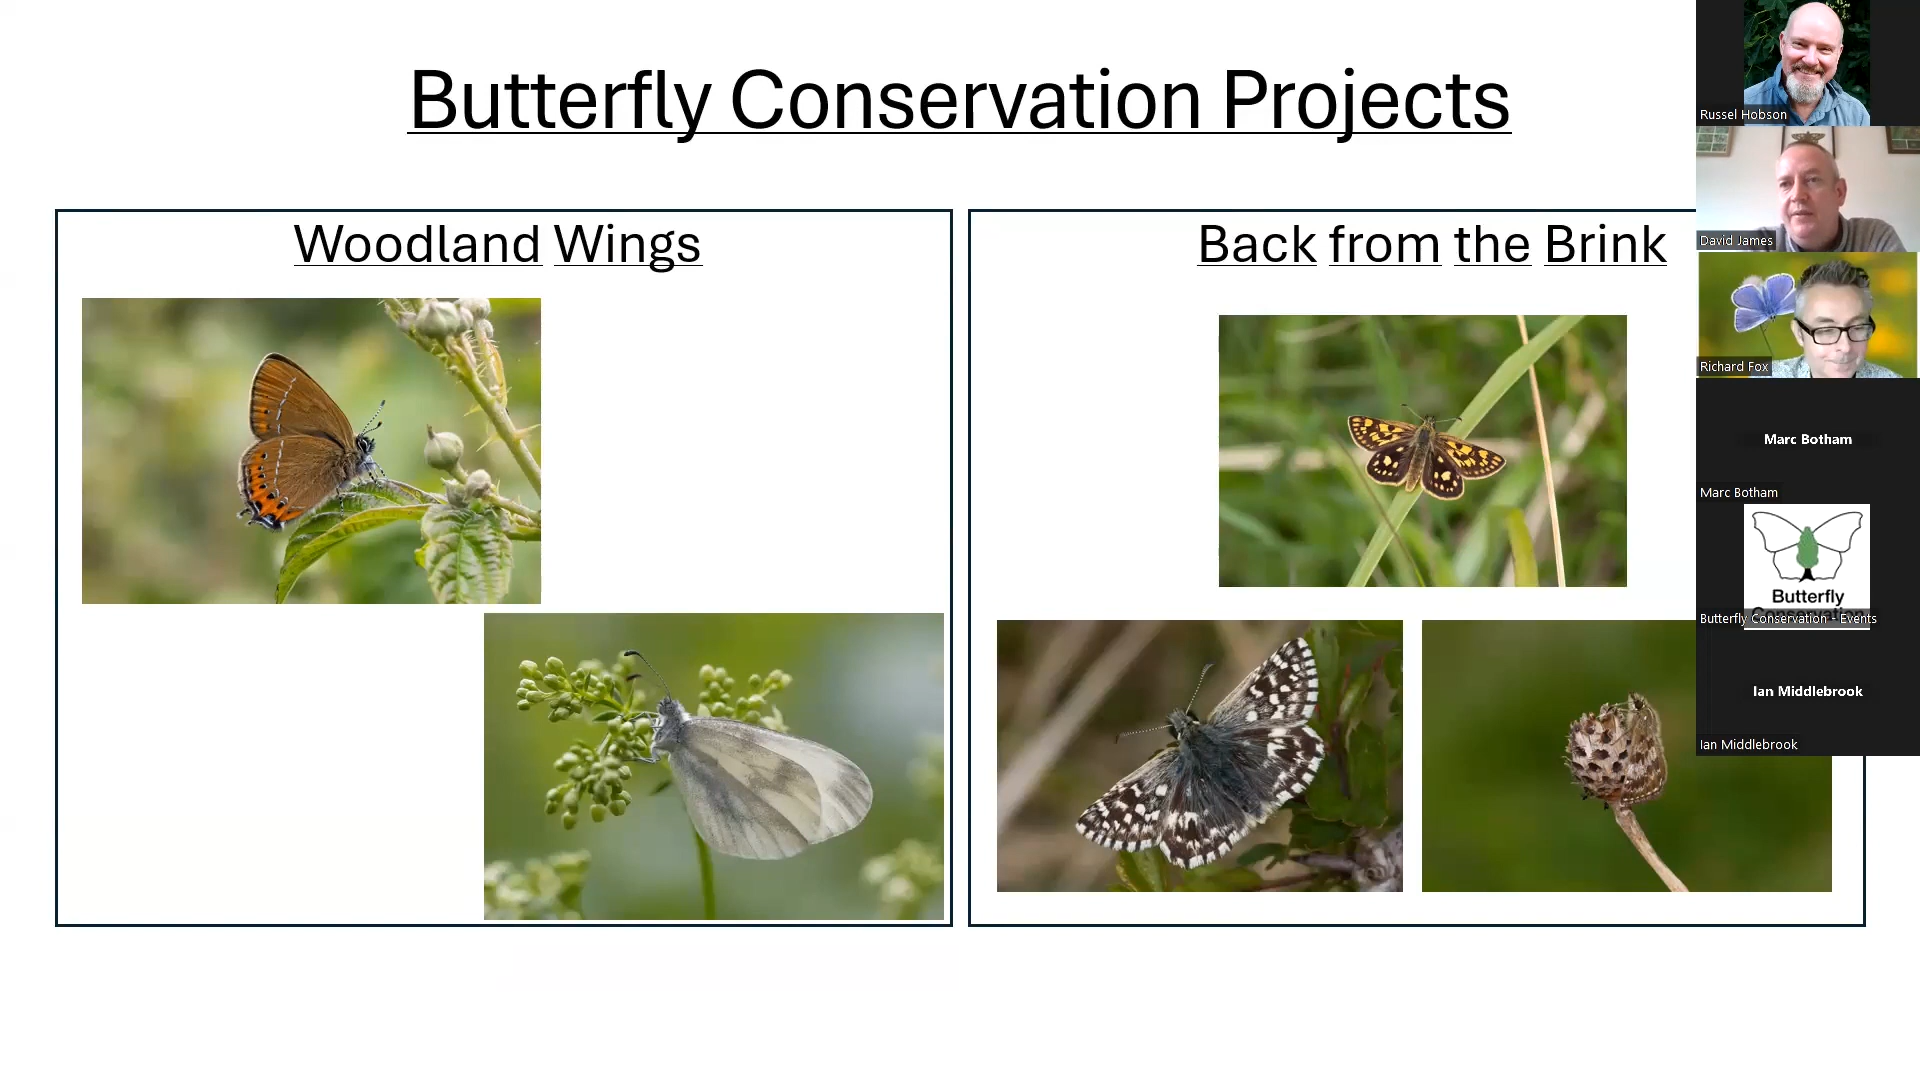 Butterfly Conservation Projects
Woodland Wings
Back from the Brink
Russel Hobson
David James
Richard Fox
Marc Botham
Marc Botham
Butterfly
Conservation
Butterfly Conservation - Events
Ian Middlebrook
Ian Middlebrook